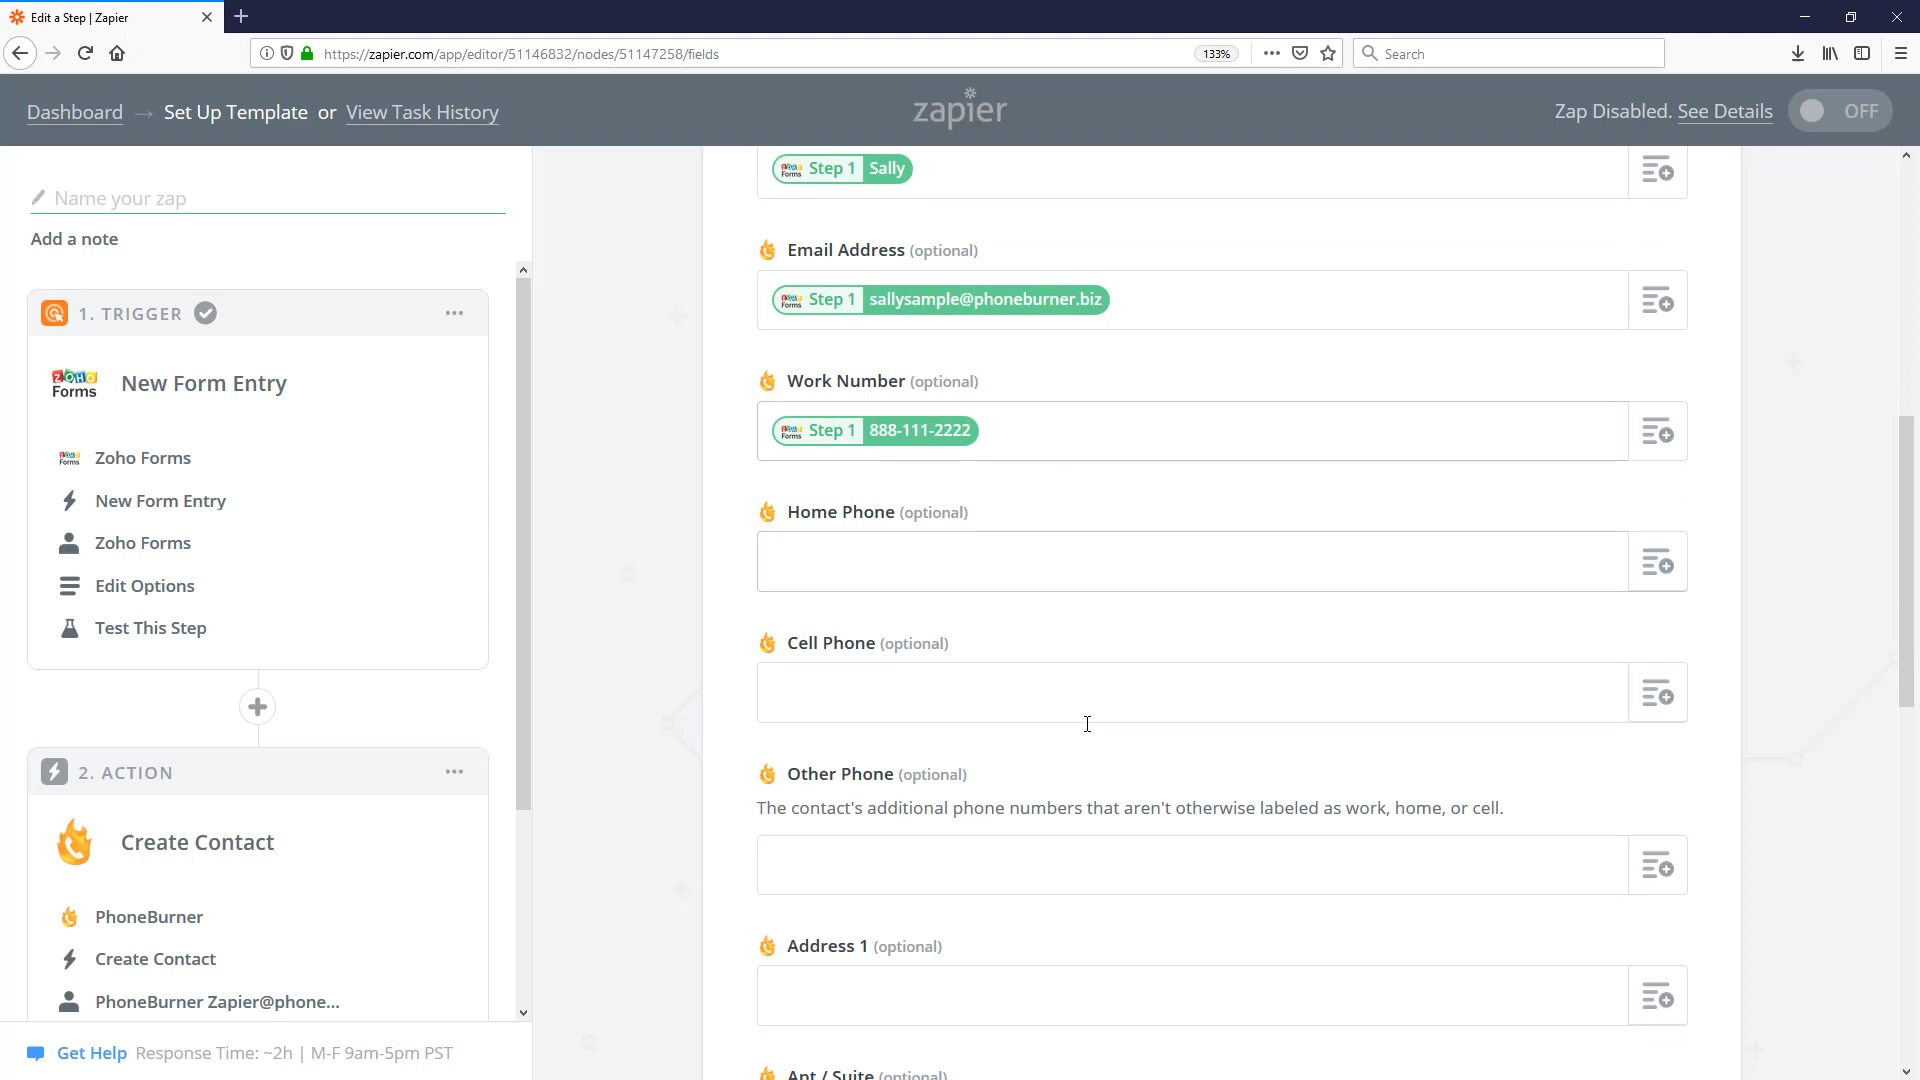 Edit a Step | Zapier
https://zapier.com/app/editor/51146832/nodes/51147258/fields
133%
Search
Dashboard → Set Up Template or View Task History
zapier
Zap Disabled. See Details
OFF
Name your zap
Add a note
1. TRIGGER
ZOHO Forms New Form Entry
Zoho Forms
New Form Entry
Zoho Forms
Edit Options
Test This Step
2. ACTION
Create Contact
PhoneBurner
Create Contact
PhoneBurner Zapier@phone...
Get Help Response Time: ~2h | M-F 9am-5pm PST
Forms Step 1 Sally
Email Address (optional)
Forms Step 1 sallysample@phoneburner.biz
Work Number (optional)
Forms Step 1 888-111-2222
Home Phone (optional)
Cell Phone (optional)
Other Phone (optional)
The contact's additional phone numbers that aren't otherwise labeled as work, home, or cell.
Address 1 (optional)
Apt / Suite (optional)